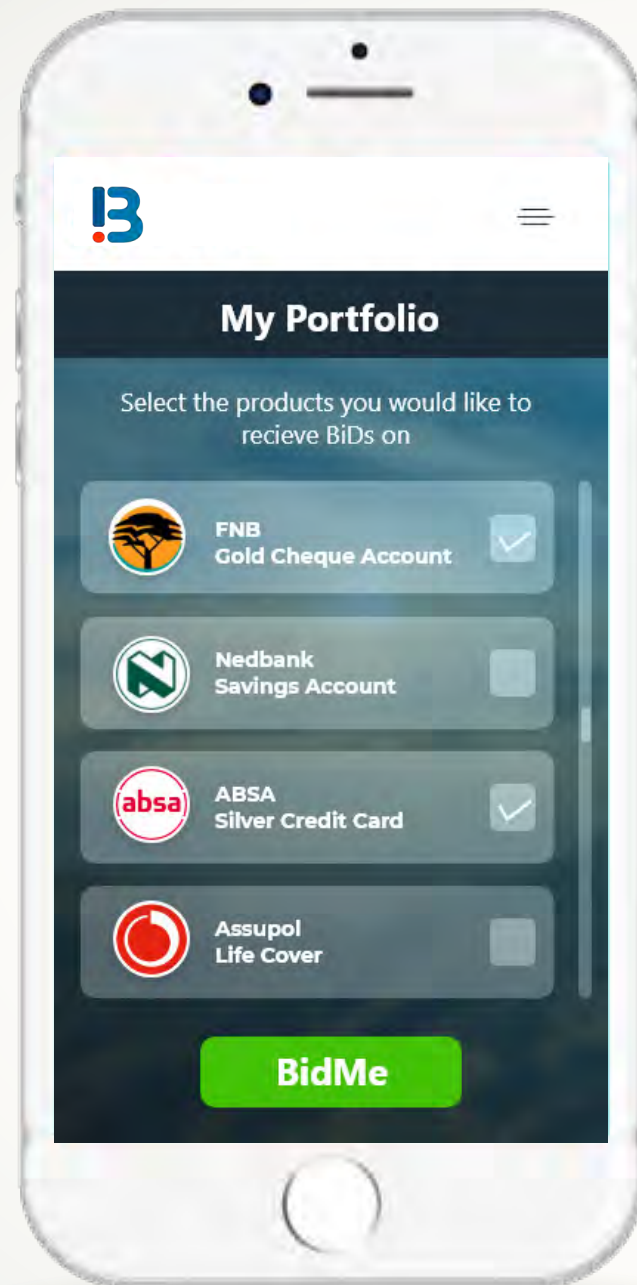 B
My Portfolio
Select the products you would like to
recieve BiDs on
FNB
Gold Cheque Account
Nedbank
Savings Account
absa
ABSA
Silver Credit Card
Assupol
Life Cover
BidMe